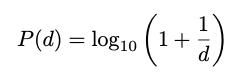 P(d) = log₁₀ (1 + 1/d)